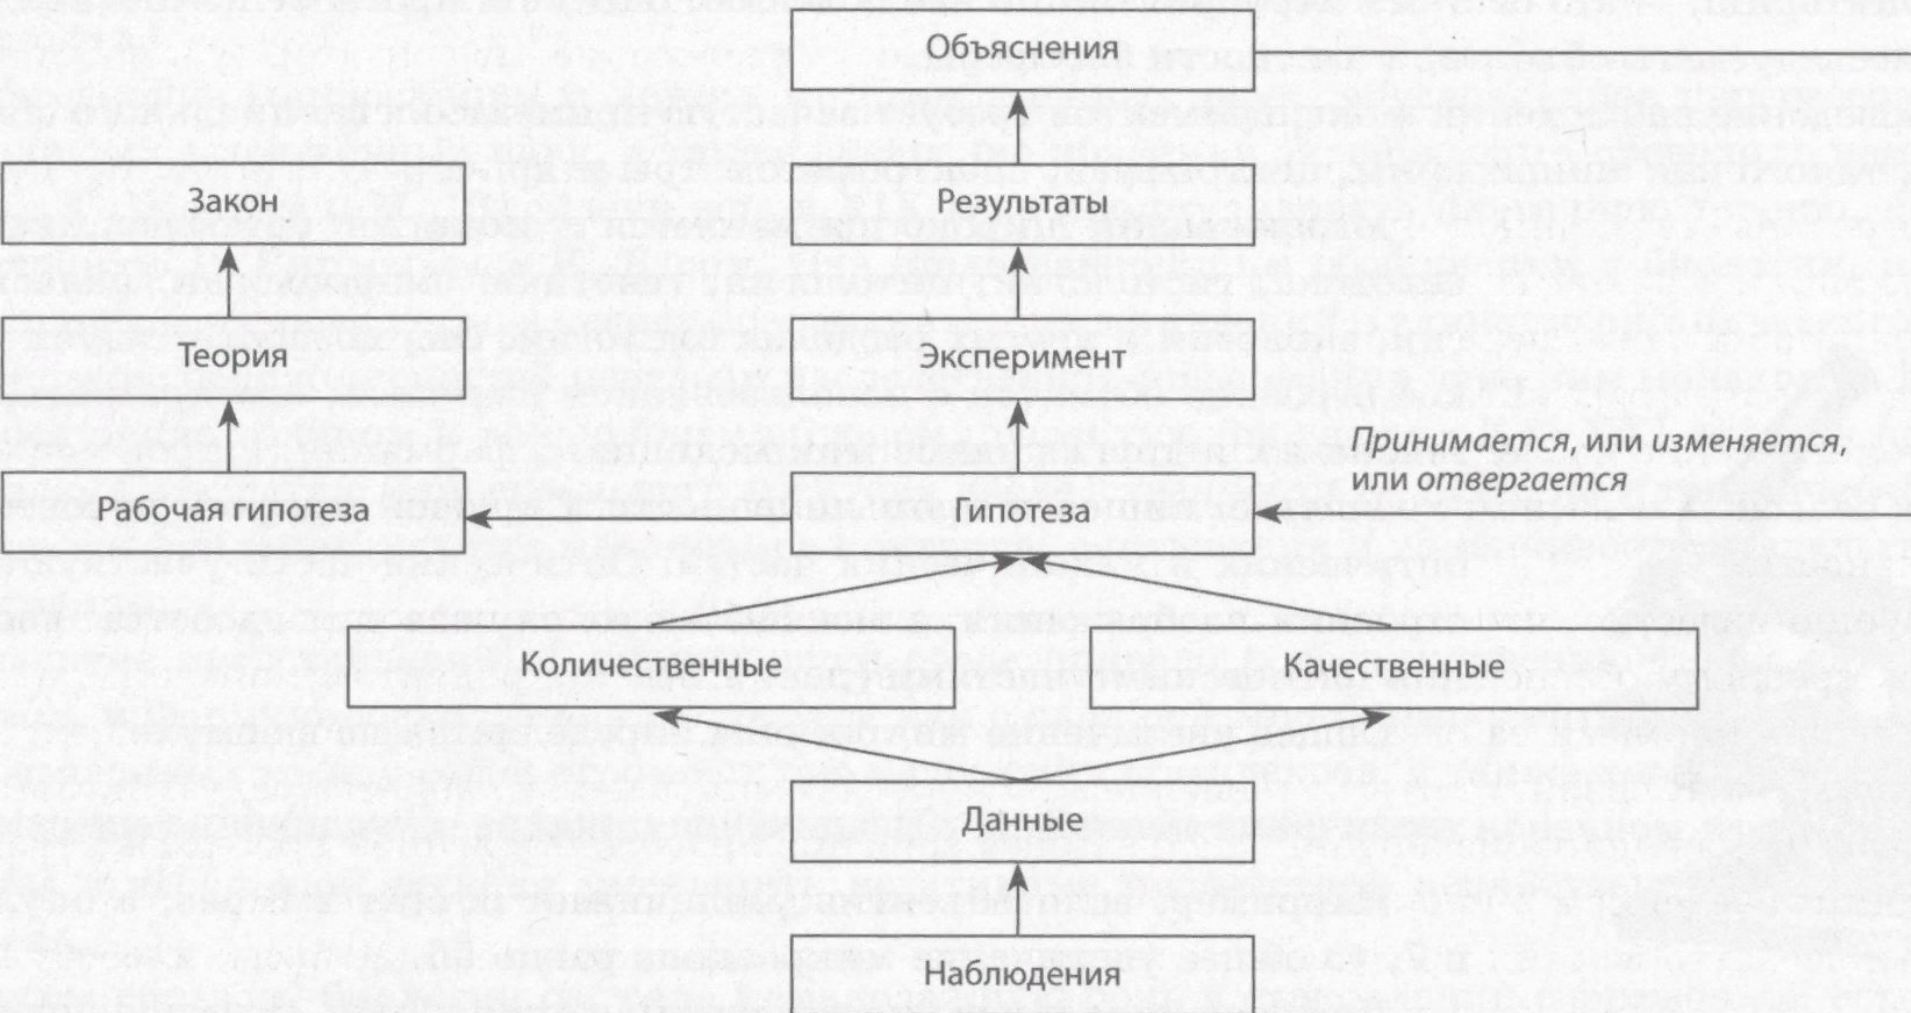 Объяснения
Закон
Результаты
Теория
Эксперимент
Принимается, или изменяется,
или отвергается
Рабочая гипотеза
Гипотеза
Количественные
Качественные
Данные
Наблюдения